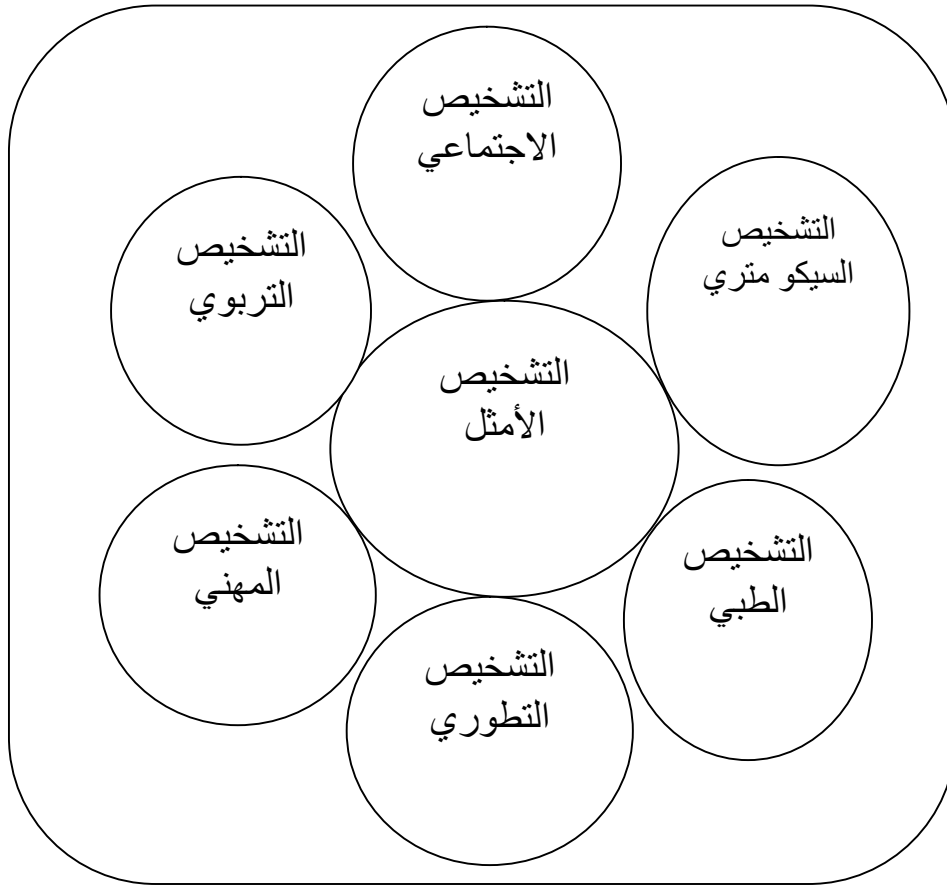 التشخيص
الاجتماعي
التشخيص
السيكو متري
التشخيص
التربوي
التشخيص
الأمثل
التشخيص
الطبي
التشخيص
المهني
التشخيص
التطوري